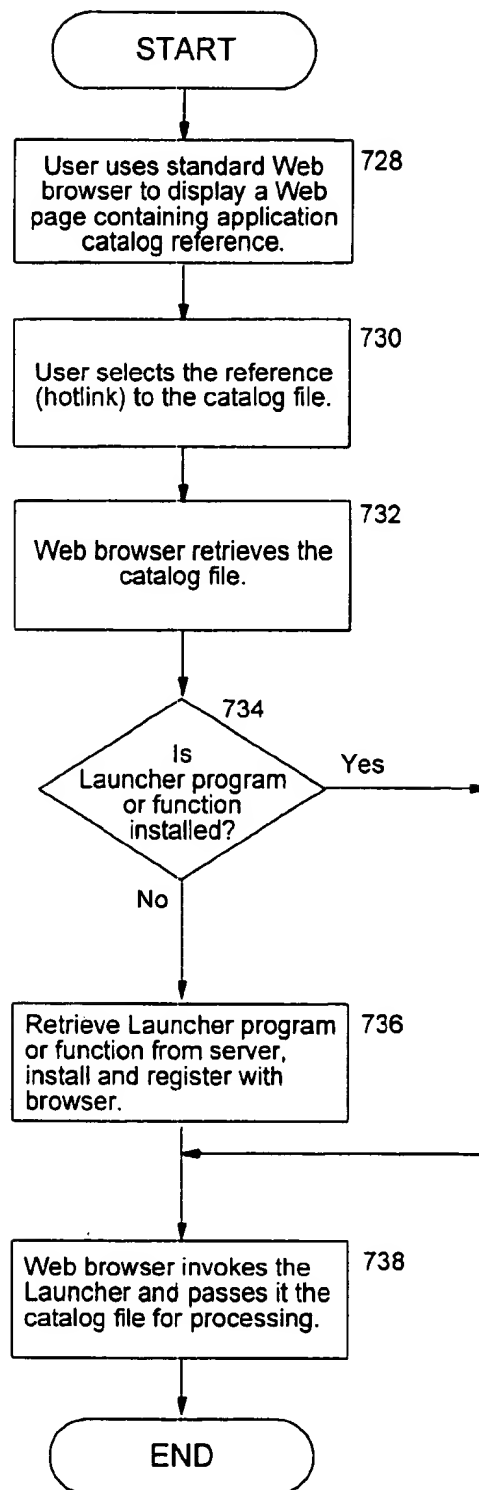 START
728
User uses standard Web
browser to display a Web
page containing application
catalog reference.
730
User selects the reference
(hotlink) to the catalog file.
732
Web browser retrieves the
catalog file.
734
Is
Launcher program
or function
installed?
Yes
No
736
Retrieve Launcher program
or function from server,
install and register with
browser.
738
Web browser invokes the
Launcher and passes it the
catalog file for processing.
END